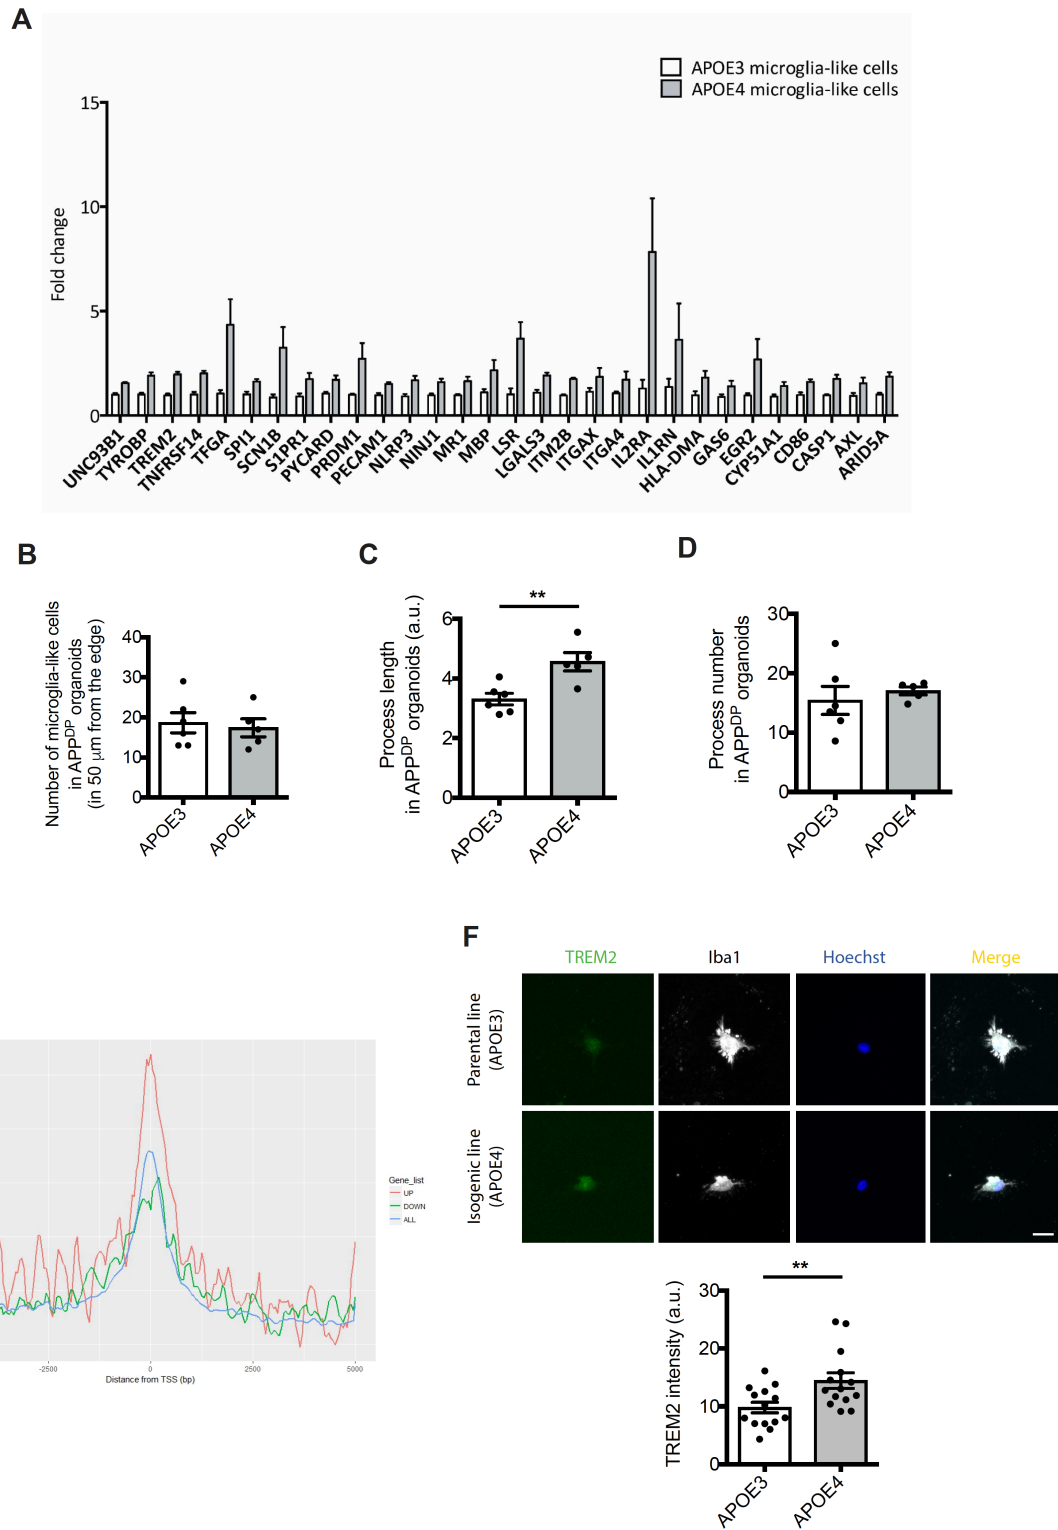 A
APOE3 microglia-like cells
APOE4 microglia-like cells
Fold change
15
10
5
0
UNC93B1
TYROBP
TREM2
TNFRSF14
TFGA
SPI1
SCN1B
S1PR1
PYCARD
PRDM1
PECAM1
NLRP3
NINJ1
MR1
MBP
LSR
LGALS3
ITM2B
ITGAX
ITGA4
IL2RA
IL1RN
HLA-DMA
GAS6
EGR2
CYP51A1
CD86
CASP1
AXL
ARID5A
B
Number of microglia-like cells
in APPDP organoids
(in 50 µm from the edge)
40
30
20
10
0
APOE3
APOE4
C
Process length
in APPDP organoids (a.u.)
**
6
4
2
0
APOE3
APOE4
D
Process number
in APPDP organoids
30
20
10
0
APOE3
APOE4
Gene_list
UP
DOWN
ALL
-2500
0
2500
5000
Distance from TSS (bp)
F
TREM2
Iba1
Hoechst
Merge
Parental line
(APOE3)
Isogenic line
(APOE4)
TREM2 intensity (a.u.)
**
30
20
10
0
APOE3
APOE4